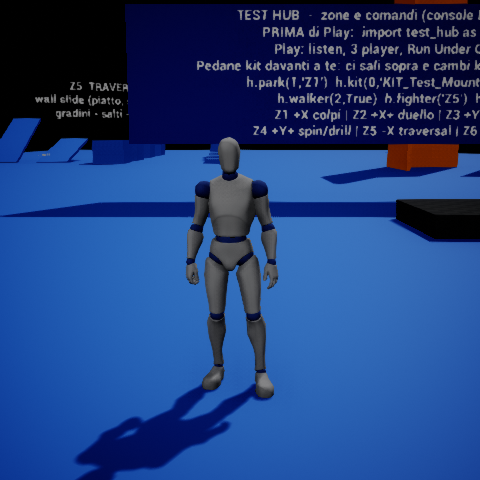 TEST HUB - zone e comandi (console
PRIMA di Play: import test_hub as
Play: listen, 3 player, Run Under
Pedane kit davanti a te: ci sali sopra e cambi
h.park(1,'Z1') h.kit(0,'KIT_Test_Mount
h.walker(2,True) h.fighter('Z5')
Z1 +X colpi | Z2 +X+ duello | Z3 +Y
Z4 +Y+ spin/drill | Z5 -X traversal | Z6
Z5 TRAVER
wall slide (piatto,
gradini - salti -